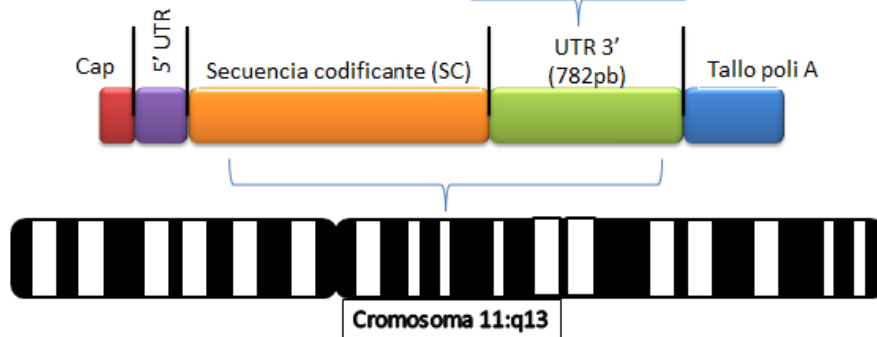 Cap
5' UTR
Secuencia codificante (SC)
UTR 3'
(782pb)
Tallo poli A
Cromosoma 11:q13